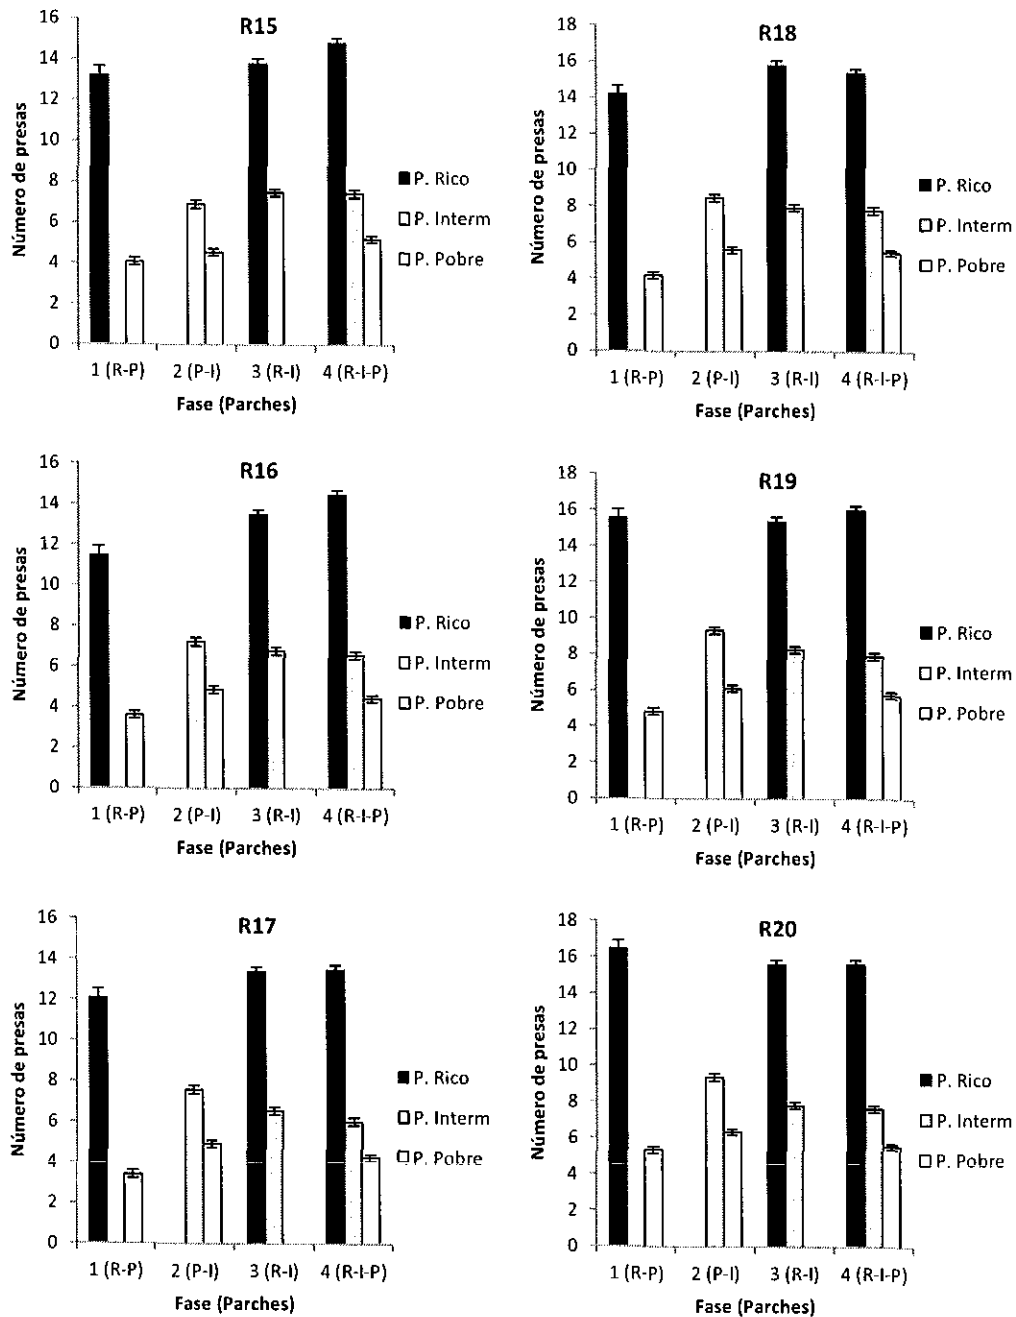 R15
16
14
12
10
8
6
4
2
0
Número de presas
P. Rico
P. Interm
P. Pobre
1 (R-P) 2 (P-I) 3 (R-I) 4 (R-I-P)
Fase (Parches)
R18
18
16
14
12
10
8
6
4
2
0
Número de presas
P. Rico
P. Interm
P. Pobre
1 (R-P) 2 (P-I) 3 (R-I) 4 (R-I-P)
Fase (Parches)
R16
16
14
12
10
8
6
4
2
0
Número de presas
P. Rico
P. Interm
P. Pobre
1 (R-P) 2 (P-I) 3 (R-I) 4 (R-I-P)
Fase (Parches)
R19
18
16
14
12
10
8
6
4
2
0
Número de presas
P. Rico
P. Interm
P. Pobre
1 (R-P) 2 (P-I) 3 (R-I) 4 (R-I-P)
Fase (Parches)
R17
16
14
12
10
8
6
4
2
0
Número de presas
P. Rico
P. Interm
P. Pobre
1 (R-P) 2 (P-I) 3 (R-I) 4 (R-I-P)
Fase (Parches)
R20
18
16
14
12
10
8
6
4
2
0
Número de presas
P. Rico
P. Interm
P. Pobre
1 (R-P) 2 (P-I) 3 (R-I) 4 (R-I-P)
Fase (Parches)